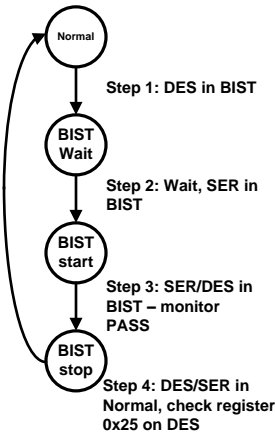 Normal
Step 1: DES in BIST
BIST
Wait
Step 2: Wait, SER in
BIST
BIST
start
Step 3: SER/DES in
BIST – monitor
PASS
BIST
stop
Step 4: DES/SER in
Normal, check register
0x25 on DES